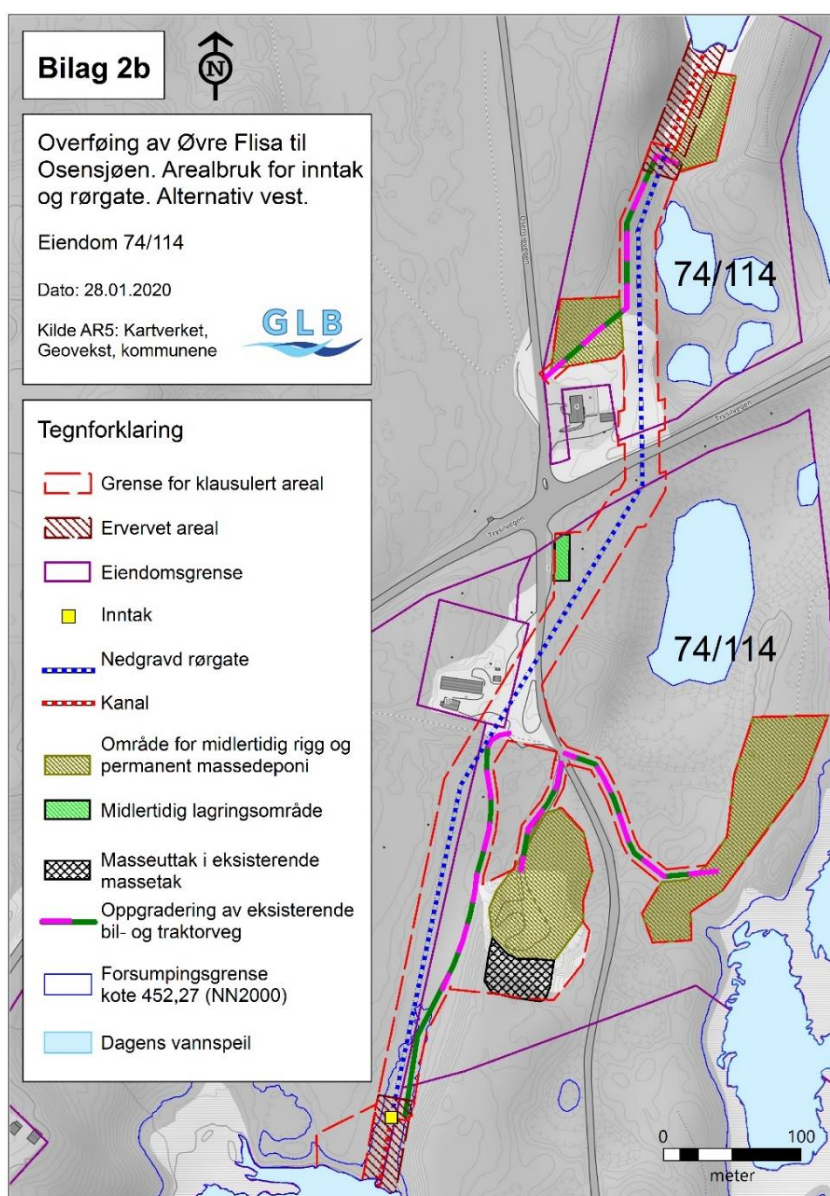 Bilag 2b
N
Overføing av Øvre Flisa til
Osensjøen. Arealbruk for inntak
og rørgate. Alternativ vest.
Eiendom 74/114
Dato: 28.01.2020
Kilde AR5: Kartverket,
Geovekst, kommunene
GLB
Tegnforklaring
Grense for klausulert areal
Ervervet areal
Eiendomsgrense
Inntak
Nedgravd rørgate
Kanal
Område for midlertidig rigg og
permanent massedeponi
Midlertidig lagringsområde
Masseuttak i eksisterende
massetak
Oppgradering av eksisterende
bil- og traktorveg
Forsumpingsgrense
kote 452,27 (NN2000)
Dagens vannspeil
74/114
Trysilvegen
Trysilvegen
74/114
0 100
meter